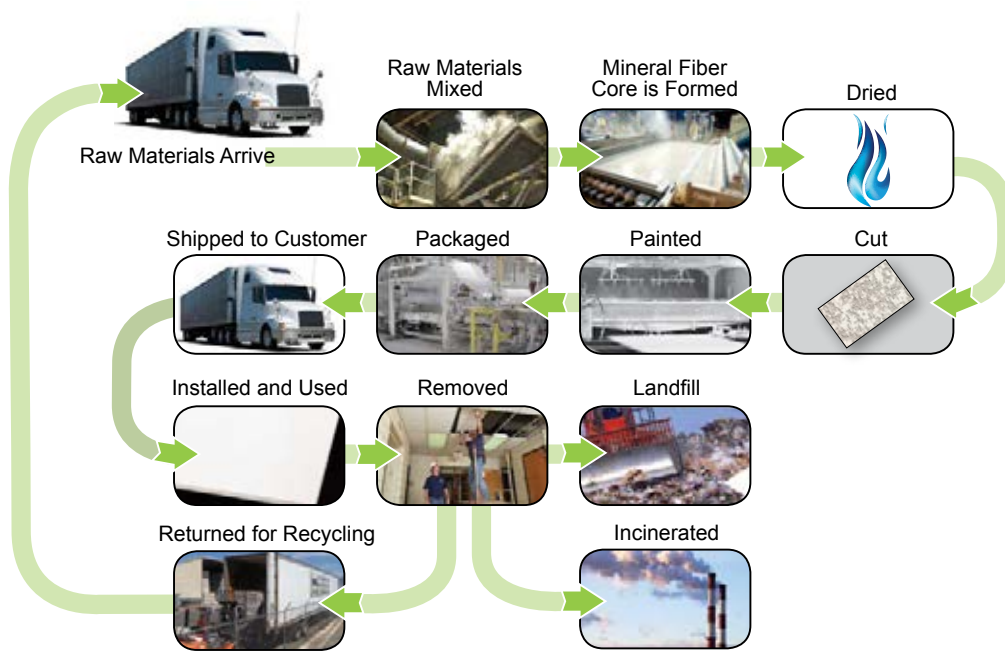 Raw Materials Arrive
Raw Materials
Mixed
Mineral Fiber
Core is Formed
Dried
Shipped to Customer
Packaged
Painted
Cut
Installed and Used
Removed
Landfill
Returned for Recycling
Incinerated